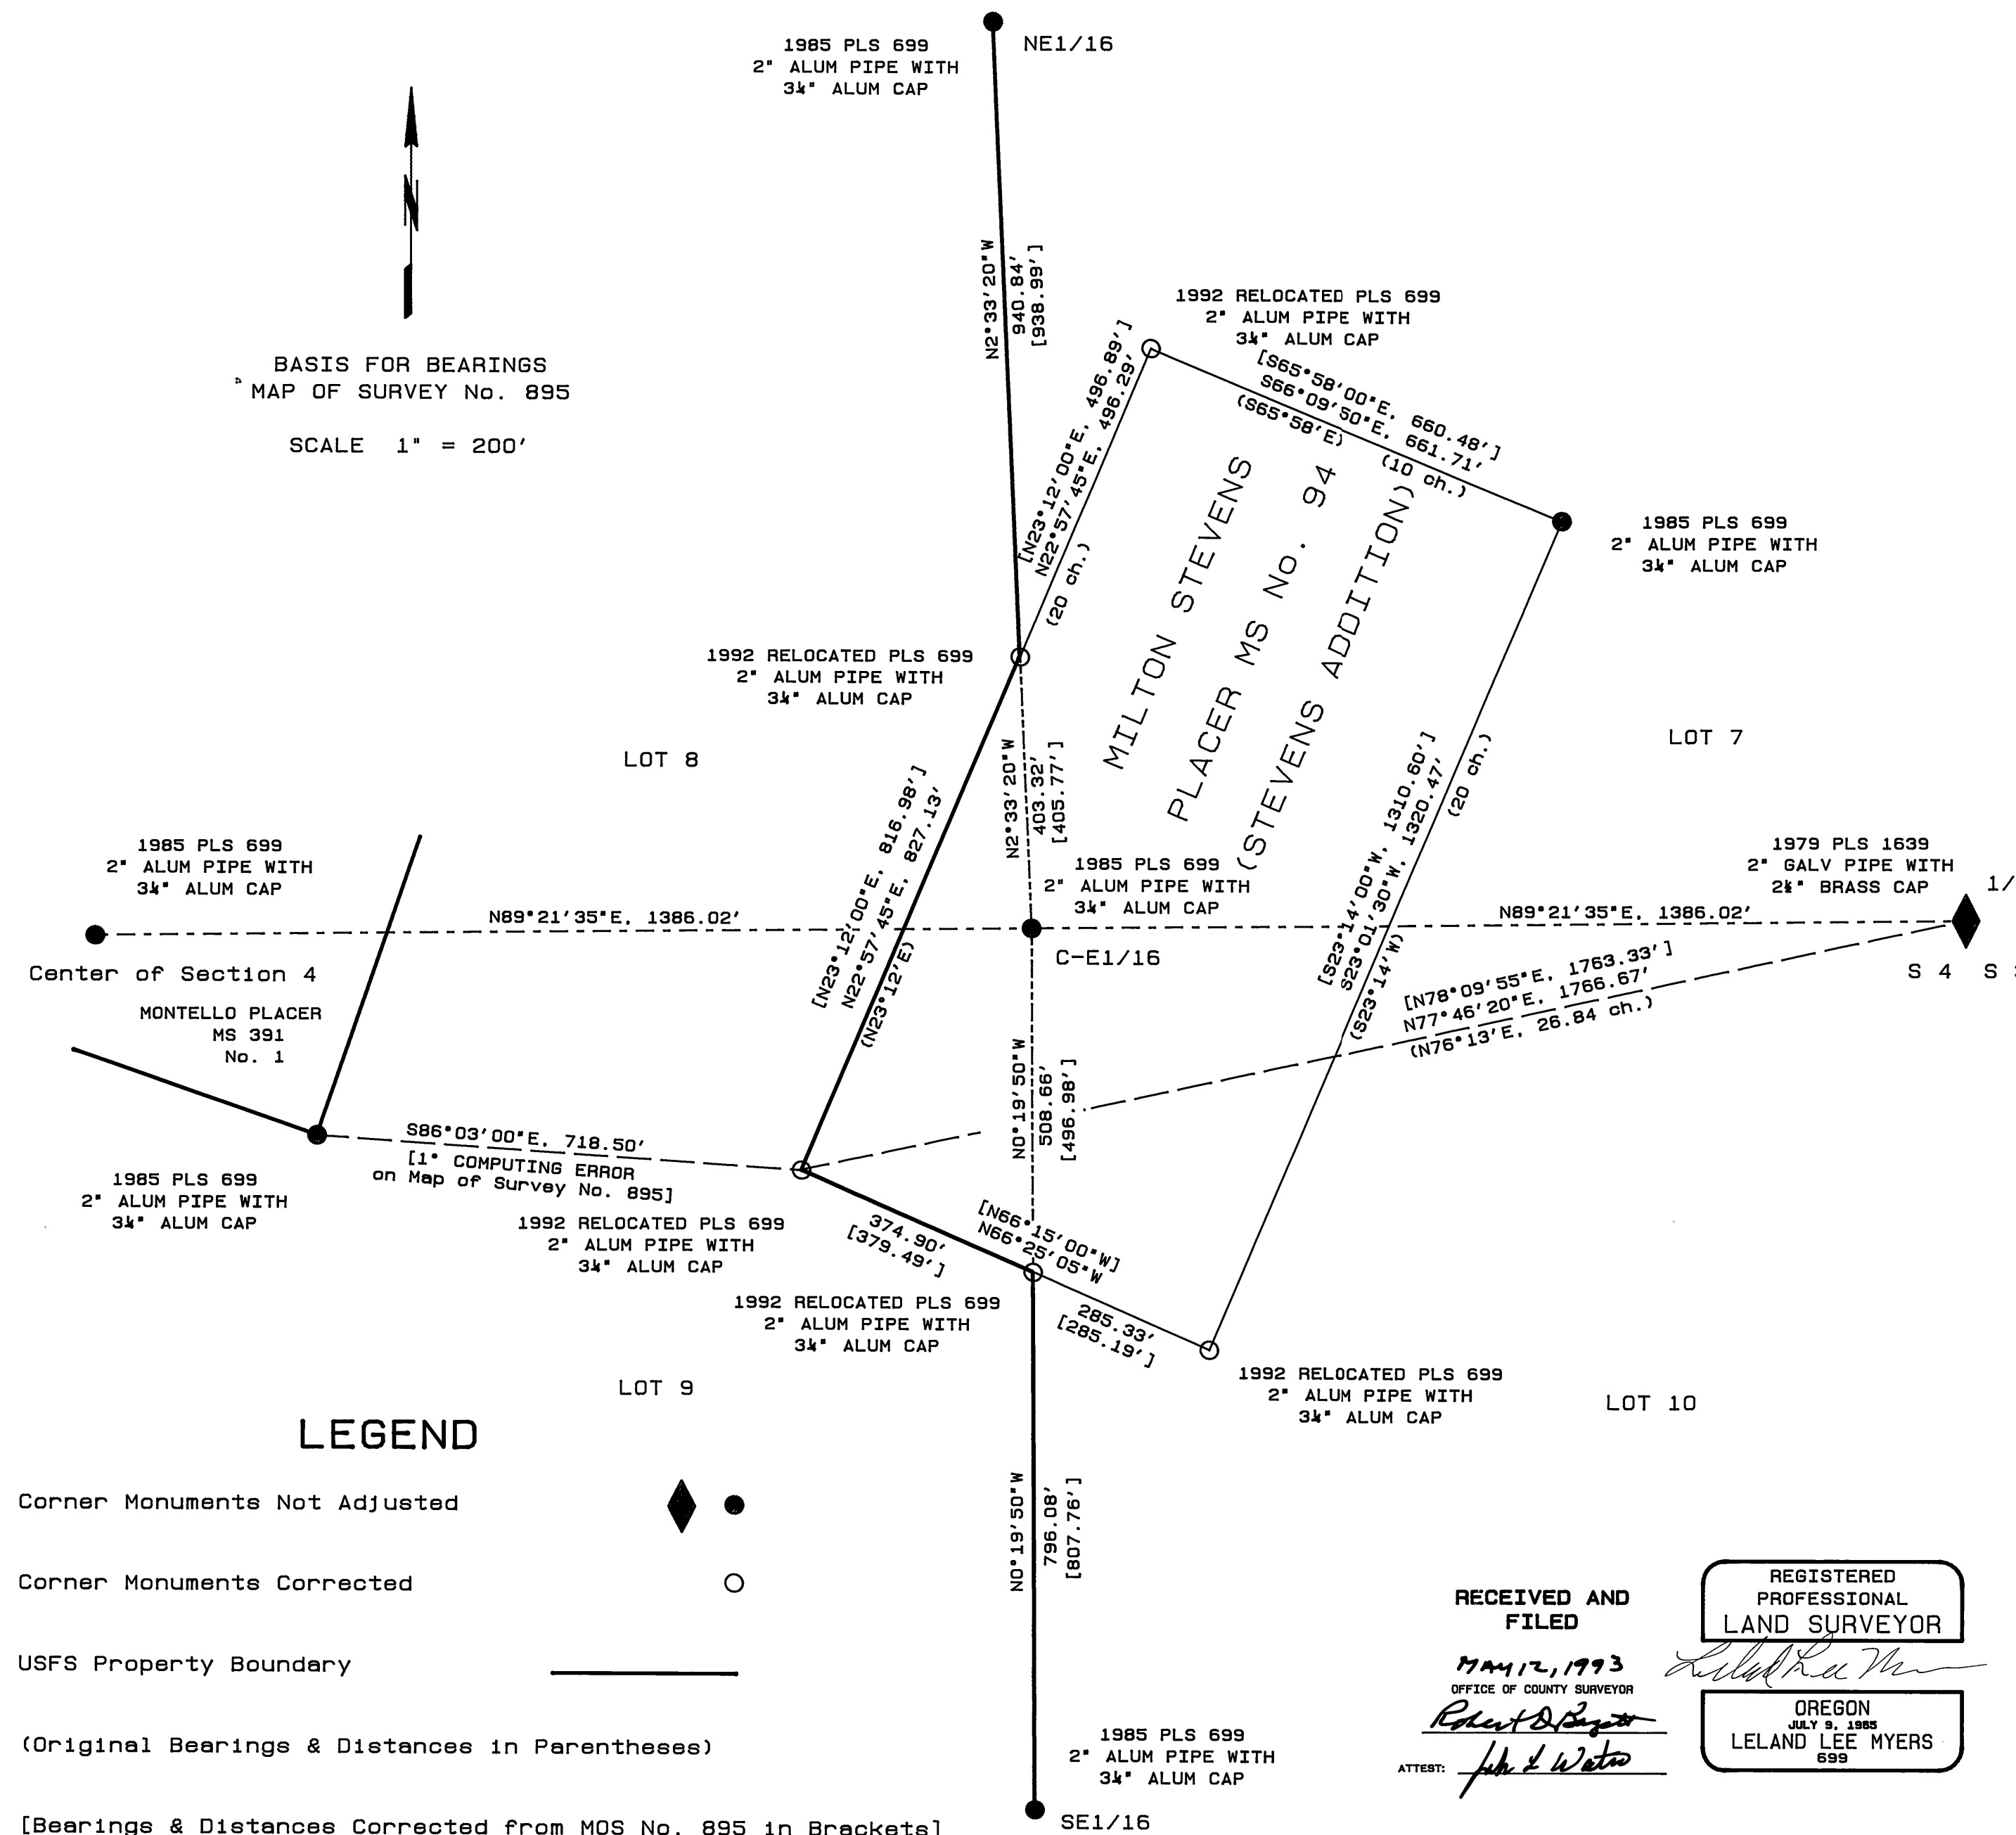 1985 PLS 699
2" ALUM PIPE WITH
3¼" ALUM CAP
NE1/16
N
BASIS FOR BEARINGS
MAP OF SURVEY No. 895
SCALE 1" = 200'
N2°33'20"W
940.84'
[938.99']
1992 RELOCATED PLS 699
2" ALUM PIPE WITH
3¼" ALUM CAP
[S65°58'00"E, 660.48']
S66°09'50"E, 661.71'
(S65°58'E) (10 ch.)
[N23°12'00"E, 496.89']
N22°57'45"E, 496.29'
(20 ch.)
MILTON STEVENS
PLACER MS No. 94
(STEVENS ADDITION)
1985 PLS 699
2" ALUM PIPE WITH
3¼" ALUM CAP
1992 RELOCATED PLS 699
2" ALUM PIPE WITH
3¼" ALUM CAP
LOT 8
LOT 7
N2°33'20"W
403.32'
[405.77']
[N23°12'00"E, 816.98']
N22°57'45"E, 827.13'
(N23°12'E)
[S23°14'00"W, 1310.60']
S23°01'30"W, 1320.47'
(S23°14'W) (20 ch.)
1985 PLS 699
2" ALUM PIPE WITH
3¼" ALUM CAP
1985 PLS 699
2" ALUM PIPE WITH
3¼" ALUM CAP
1979 PLS 1639
2" GALV PIPE WITH
2½" BRASS CAP
1/
N89°21'35"E, 1386.02'
N89°21'35"E, 1386.02'
Center of Section 4
C-E1/16
S 4 S
[N78°09'55"E, 1763.33']
N77°46'20"E, 1766.67'
(N76°13'E, 26.84 ch.)
MONTELLO PLACER
MS 391
No. 1
N0°19'50"W
508.66'
[496.98']
S86°03'00"E, 718.50'
[1° COMPUTING ERROR
on Map of Survey No. 895]
1985 PLS 699
2" ALUM PIPE WITH
3¼" ALUM CAP
1992 RELOCATED PLS 699
2" ALUM PIPE WITH
3¼" ALUM CAP
374.90'
[379.49']
[N66°15'00"W]
N66°25'05"W
1992 RELOCATED PLS 699
2" ALUM PIPE WITH
3¼" ALUM CAP
285.33'
[285.19']
1992 RELOCATED PLS 699
2" ALUM PIPE WITH
3¼" ALUM CAP
LOT 9
LOT 10
N0°19'50"W
796.08'
[807.76']
LEGEND
Corner Monuments Not Adjusted
Corner Monuments Corrected
USFS Property Boundary
(Original Bearings & Distances in Parentheses)
[Bearings & Distances Corrected from MOS No. 895 in Brackets]
1985 PLS 699
2" ALUM PIPE WITH
3¼" ALUM CAP
SE1/16
RECEIVED AND
FILED
MAY 12, 1993
OFFICE OF COUNTY SURVEYOR
ATTEST:
REGISTERED
PROFESSIONAL
LAND SURVEYOR
OREGON
JULY 9, 1965
LELAND LEE MYERS
699